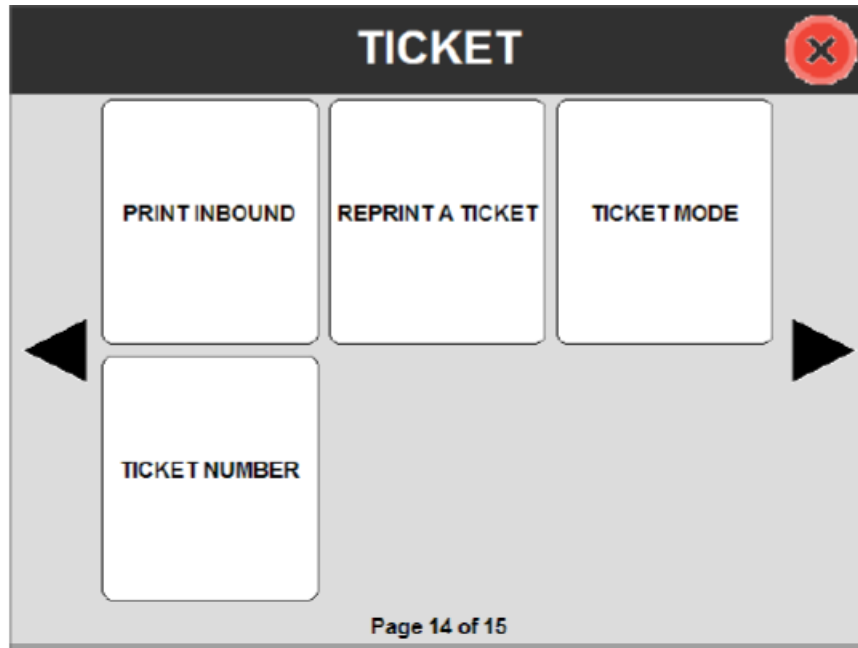 TICKET
PRINT INBOUND
REPRINT A TICKET
TICKET MODE
TICKET NUMBER
Page 14 of 15